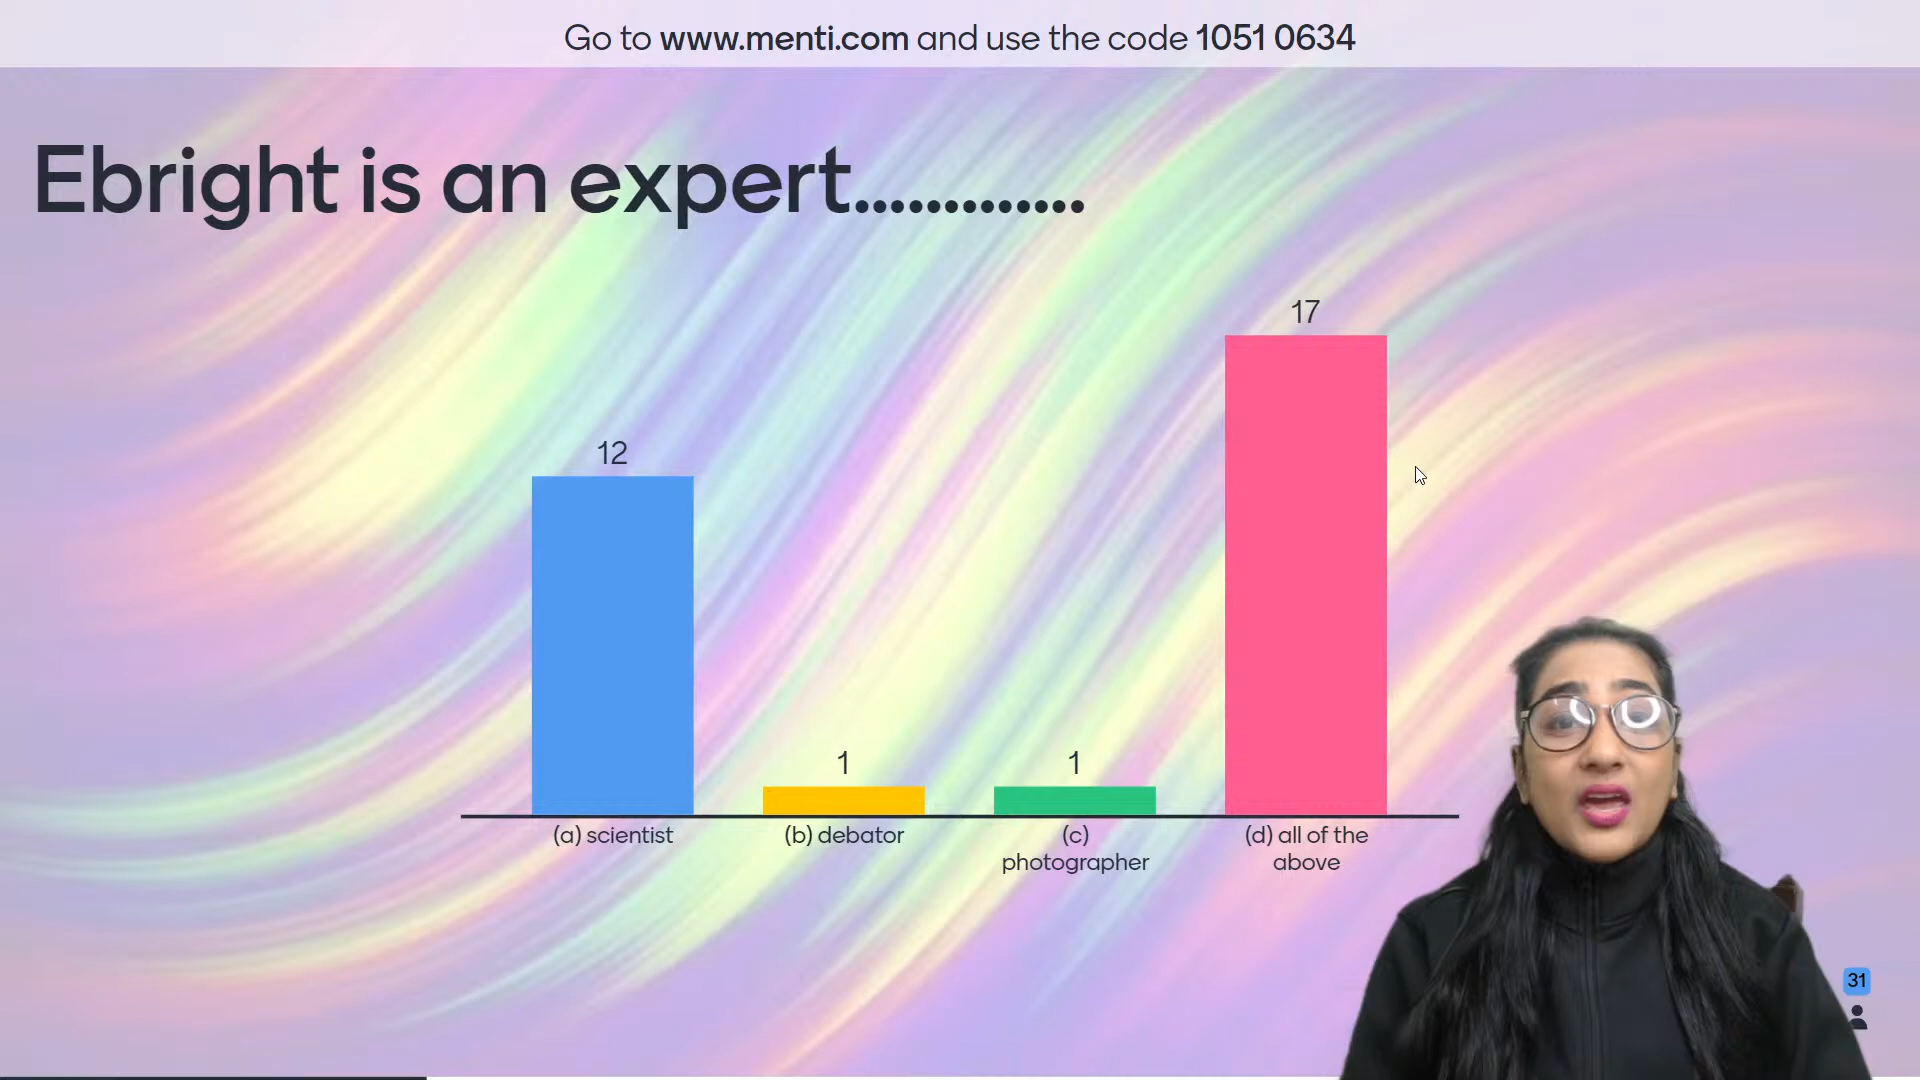 Go to www.menti.com and use the code 1051 0634
Ebright is an expert.............
12
1
1
17
(a) scientist
(b) debator
(c)
photographer
(d) all of the
above
31